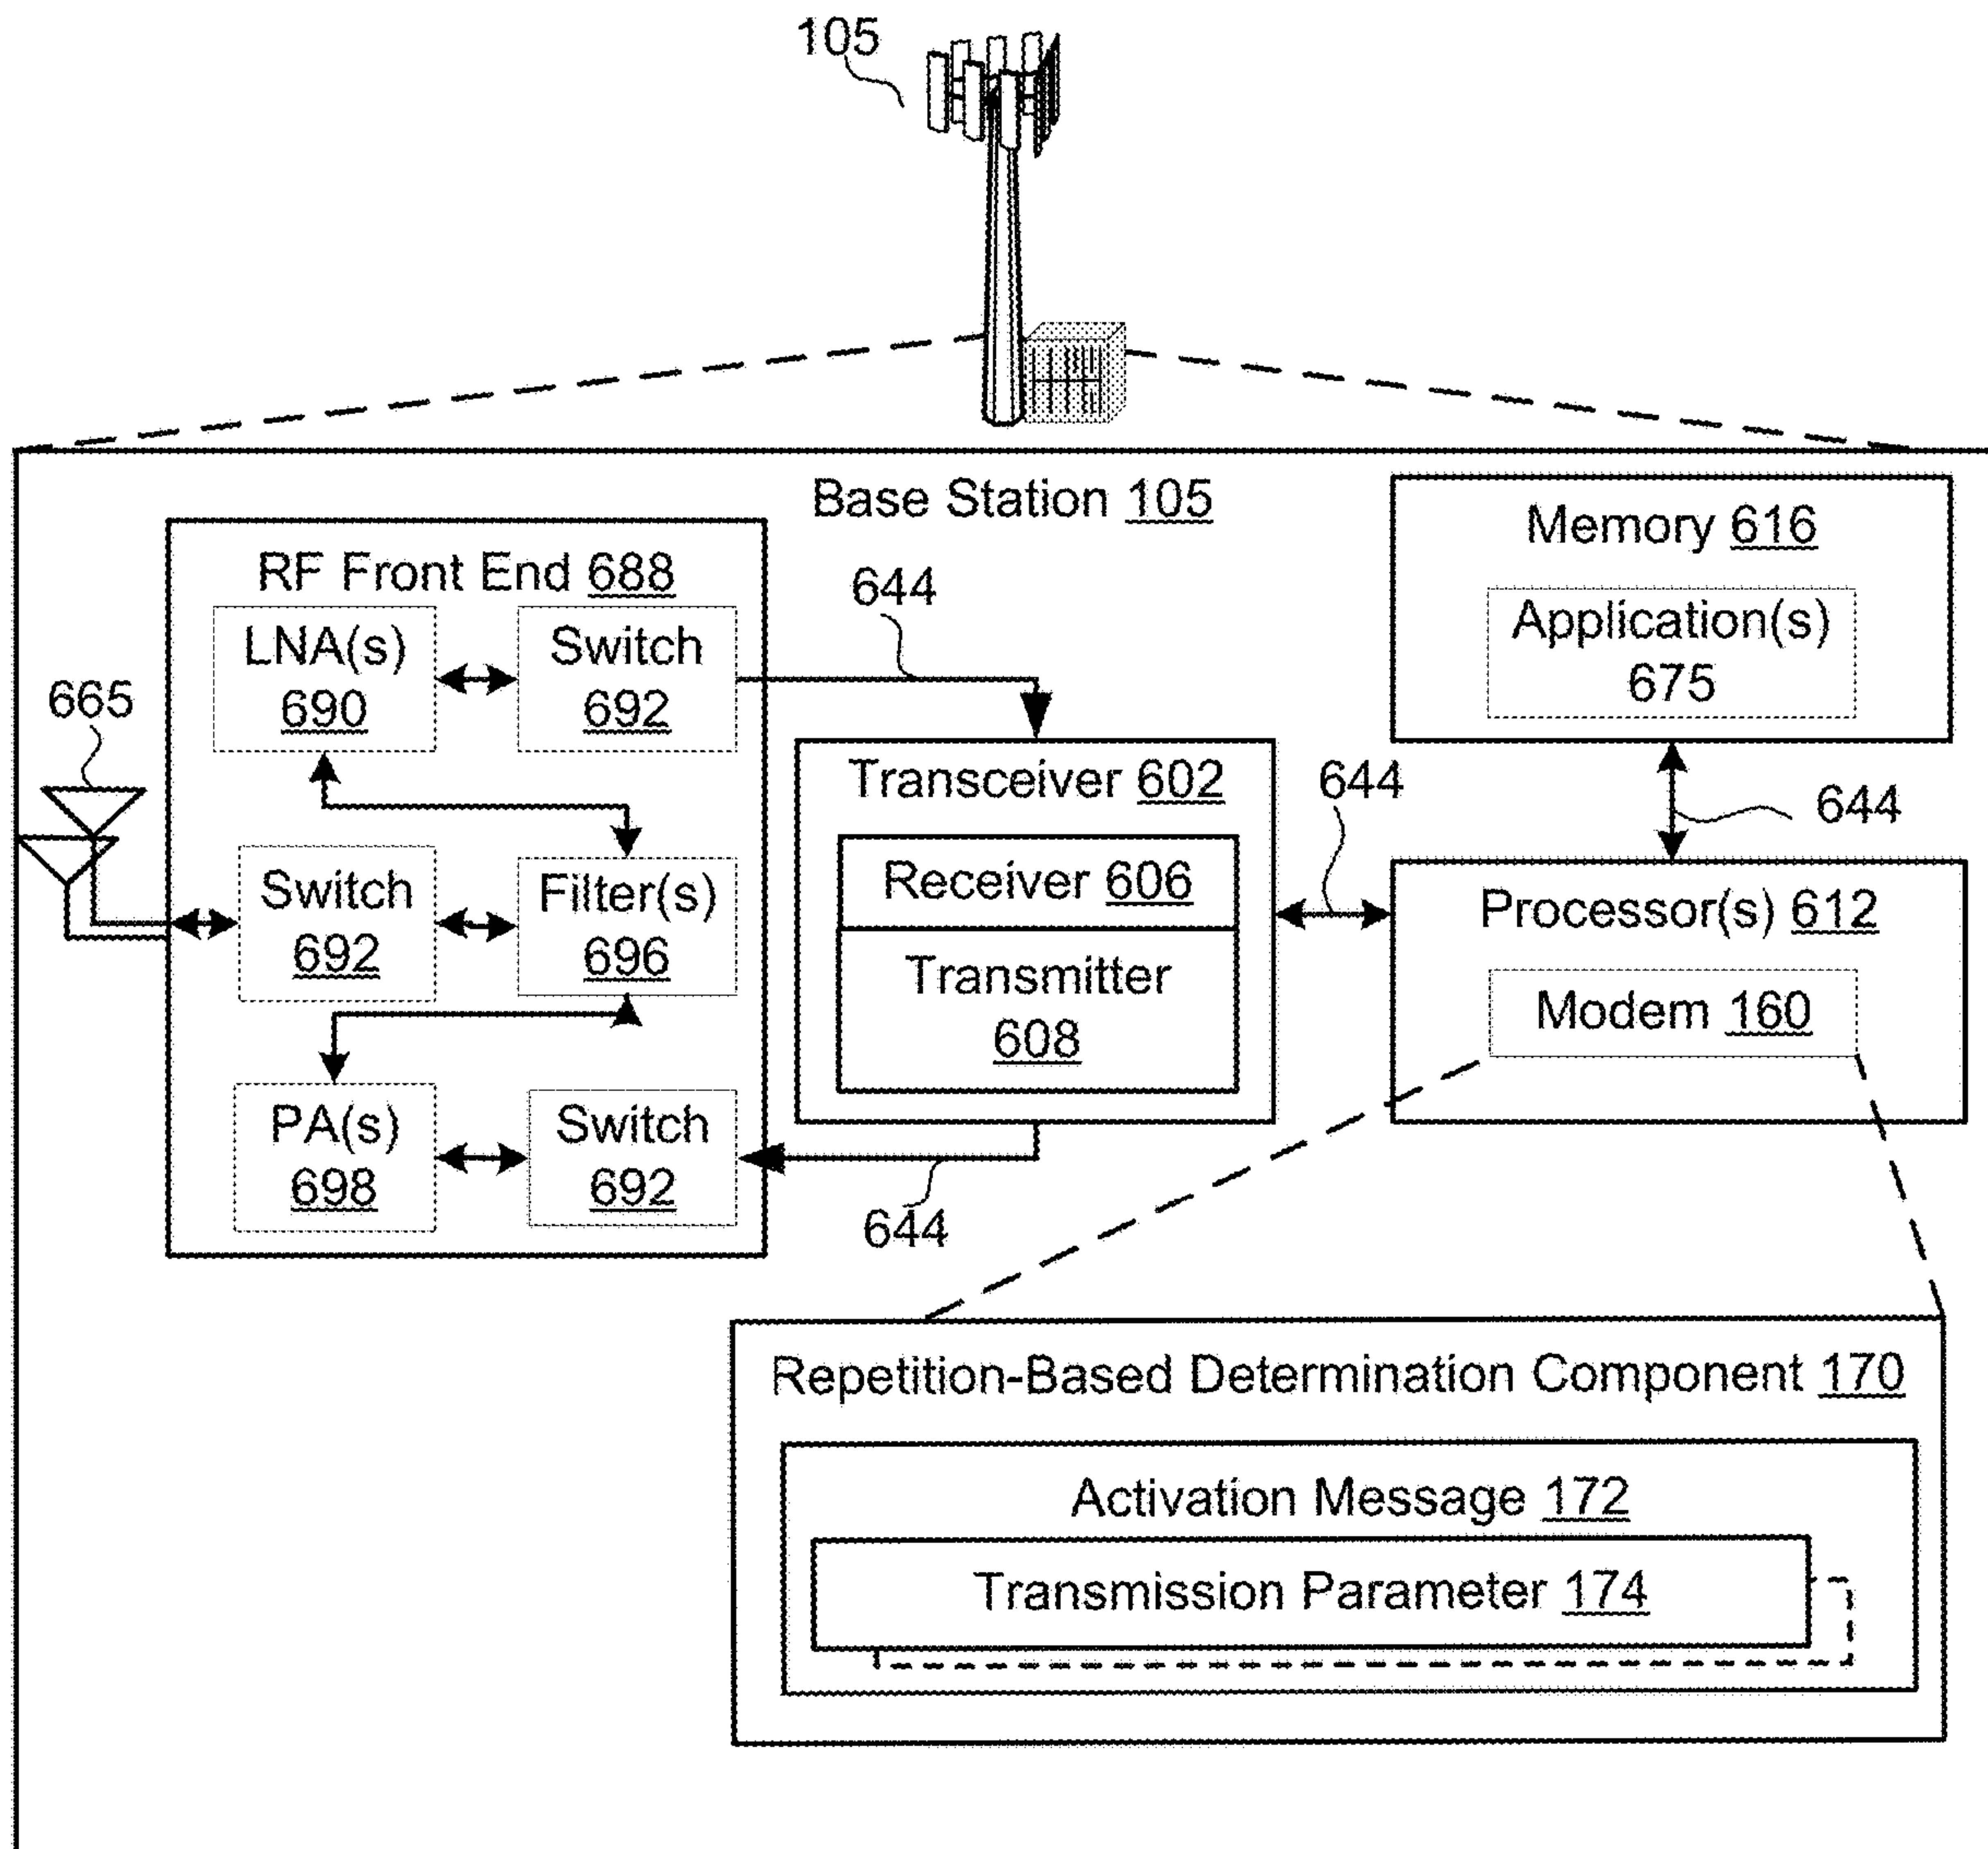 105
Base Station 105
RF Front End 688
LNA(s)
690
Switch
692
644
665
Switch
692
Filter(s)
696
PA(s)
698
Switch
692
644
Transceiver 602
Receiver 606
Transmitter
608
644
Memory 616
Application(s)
675
644
Processor(s) 612
Modem 160
Repetition-Based Determination Component 170
Activation Message 172
Transmission Parameter 174